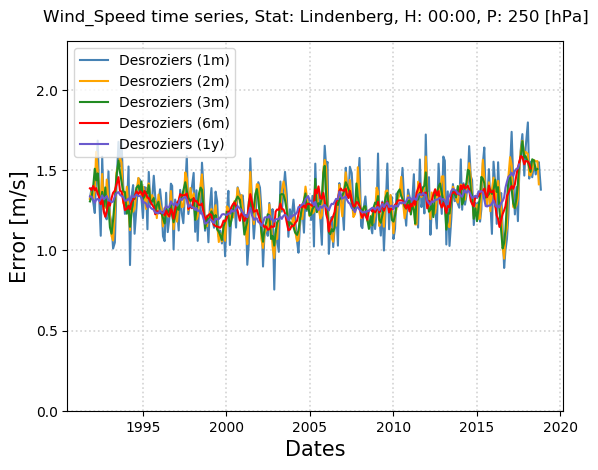 Wind_Speed time series, Stat: Lindenberg, H: 00:00, P: 250 [hPa]
Desroziers (1m)
Desroziers (2m)
Desroziers (3m)
Desroziers (6m)
Desroziers (1y)
Error [m/s]
2.0
1.5
1.0
0.5
0.0
1995 2000 2005 2010 2015 2020
Dates